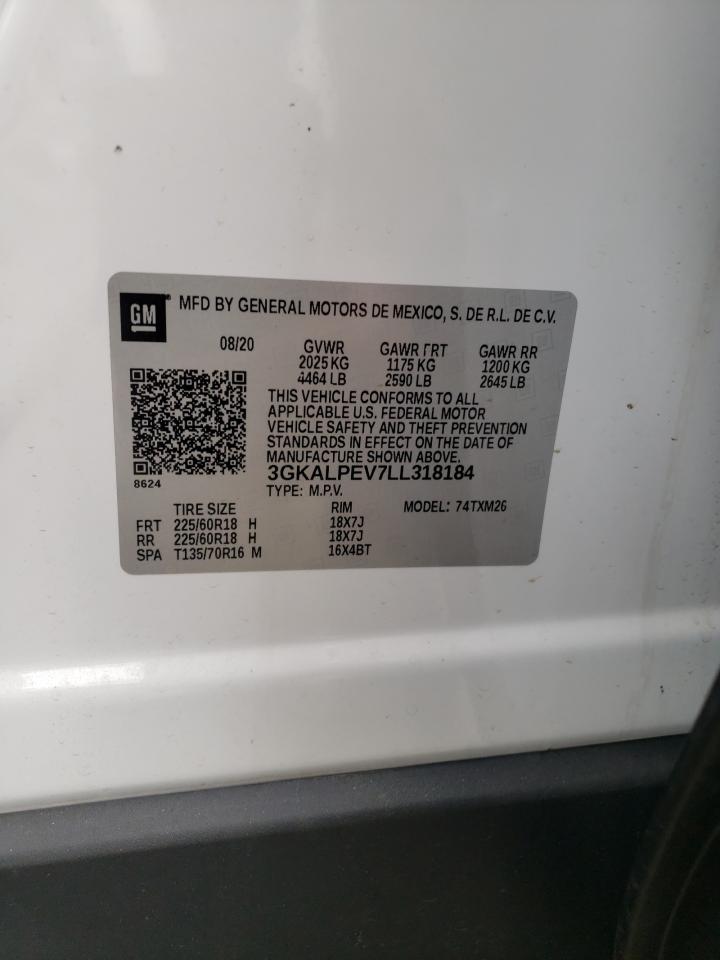 GM
MFD BY GENERAL MOTORS DE MEXICO, S. DE R.L. DE C.V.
08/20 GVWR GAWR FRT GAWR RR
2025 KG 1175 KG 1200 KG
4464 LB 2590 LB 2645 LB
THIS VEHICLE CONFORMS TO ALL
APPLICABLE U.S. FEDERAL MOTOR
VEHICLE SAFETY AND THEFT PREVENTION
STANDARDS IN EFFECT ON THE DATE OF
MANUFACTURE SHOWN ABOVE.
8624 3GKALPEV7LL318184
TYPE: M.P.V.
TIRE SIZE RIM MODEL: 74TXM26
FRT 225/60R18 H 18X7J
RR 225/60R18 H 18X7J
SPA T135/70R16 M 16X4BT